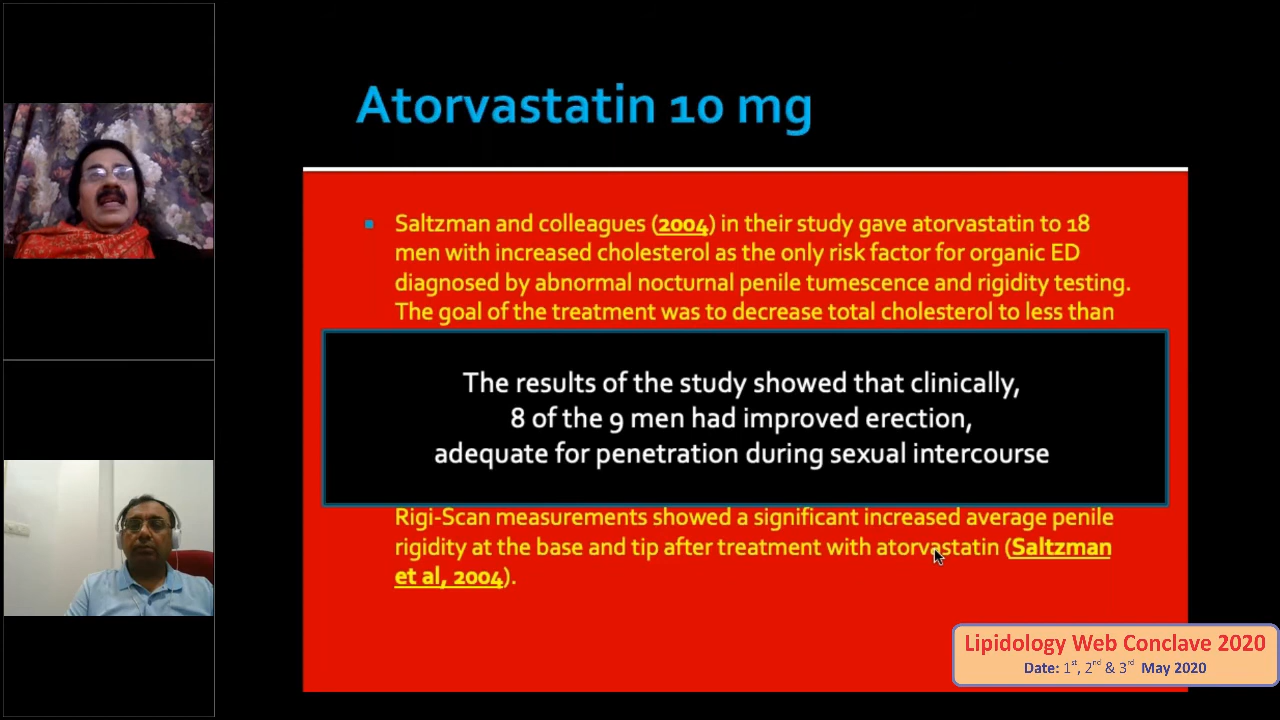 Atorvastatin 10 mg
Saltzman and colleagues (2004) in their study gave atorvastatin to 18
men with increased cholesterol as the only risk factor for organic ED
diagnosed by abnormal nocturnal penile tumescence and rigidity testing.
The goal of the treatment was to decrease total cholesterol to less than
The results of the study showed that clinically,
8 of the 9 men had improved erection,
adequate for penetration during sexual intercourse
Rigi-Scan measurements showed a significant increased average penile
rigidity at the base and tip after treatment with atorvastatin (Saltzman
et al, 2004).
Lipidology Web Conclave 2020
Date: 1st, 2nd & 3rd May 2020